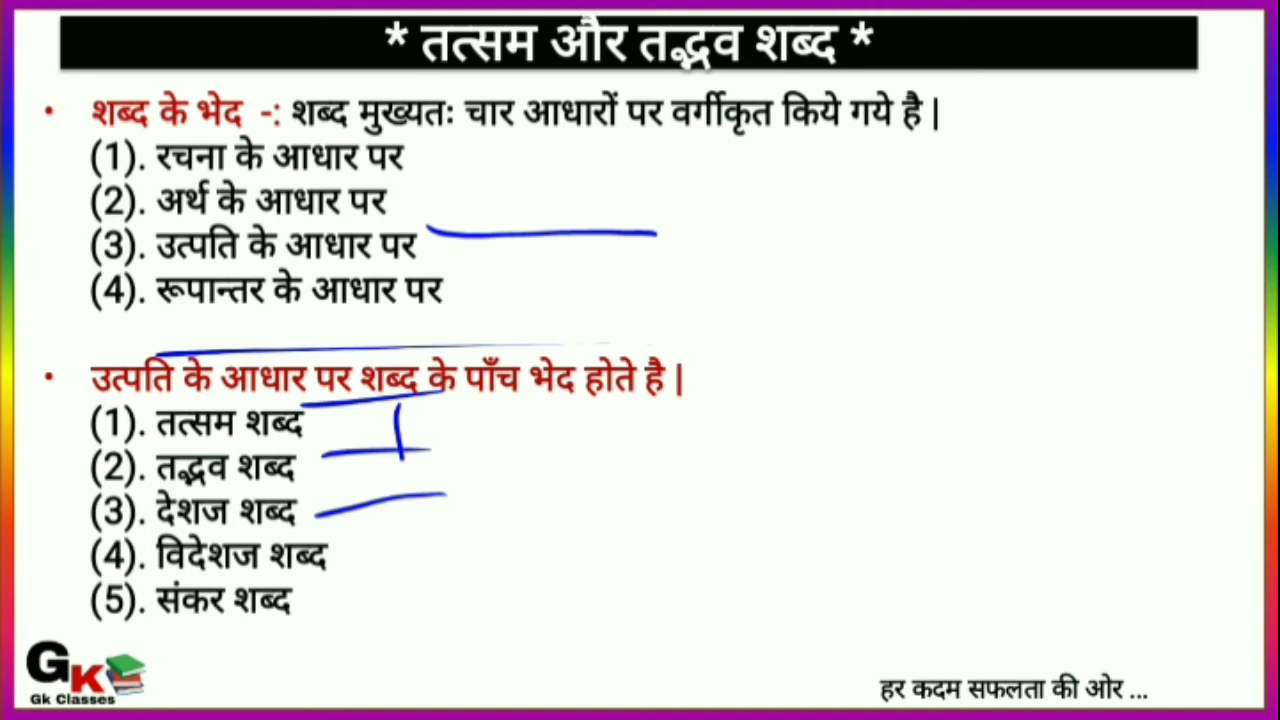 * तत्सम और तद्भव शब्द *
• शब्द के भेद -: शब्द मुख्यतः चार आधारों पर वर्गीकृत किये गये है |
(1). रचना के आधार पर
(2). अर्थ के आधार पर
(3). उत्पति के आधार पर
(4). रूपान्तर के आधार पर
• उत्पति के आधार पर शब्द के पाँच भेद होते है |
(1). तत्सम शब्द
(2). तद्भव शब्द
(3). देशज शब्द
(4). विदेशज शब्द
(5). संकर शब्द
GK
Gk Classes
हर कदम सफलता की ओर ...